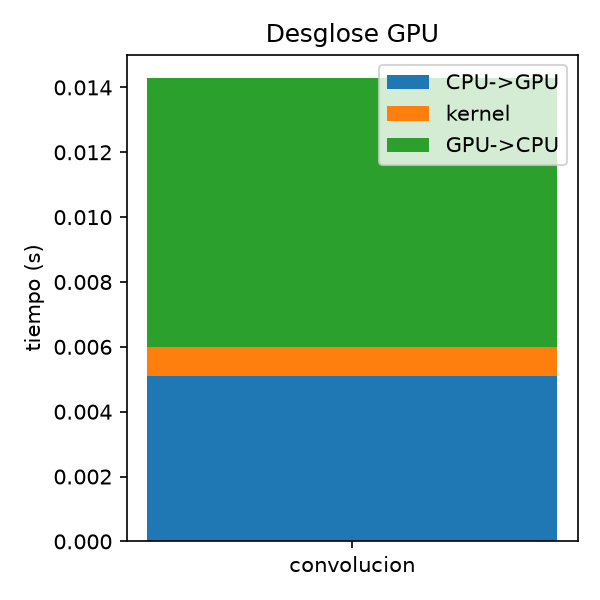 Desglose GPU
CPU->GPU
kernel
GPU->CPU
0.014
0.012
0.010
0.008
0.006
0.004
0.002
0.000
tiempo (s)
convolucion